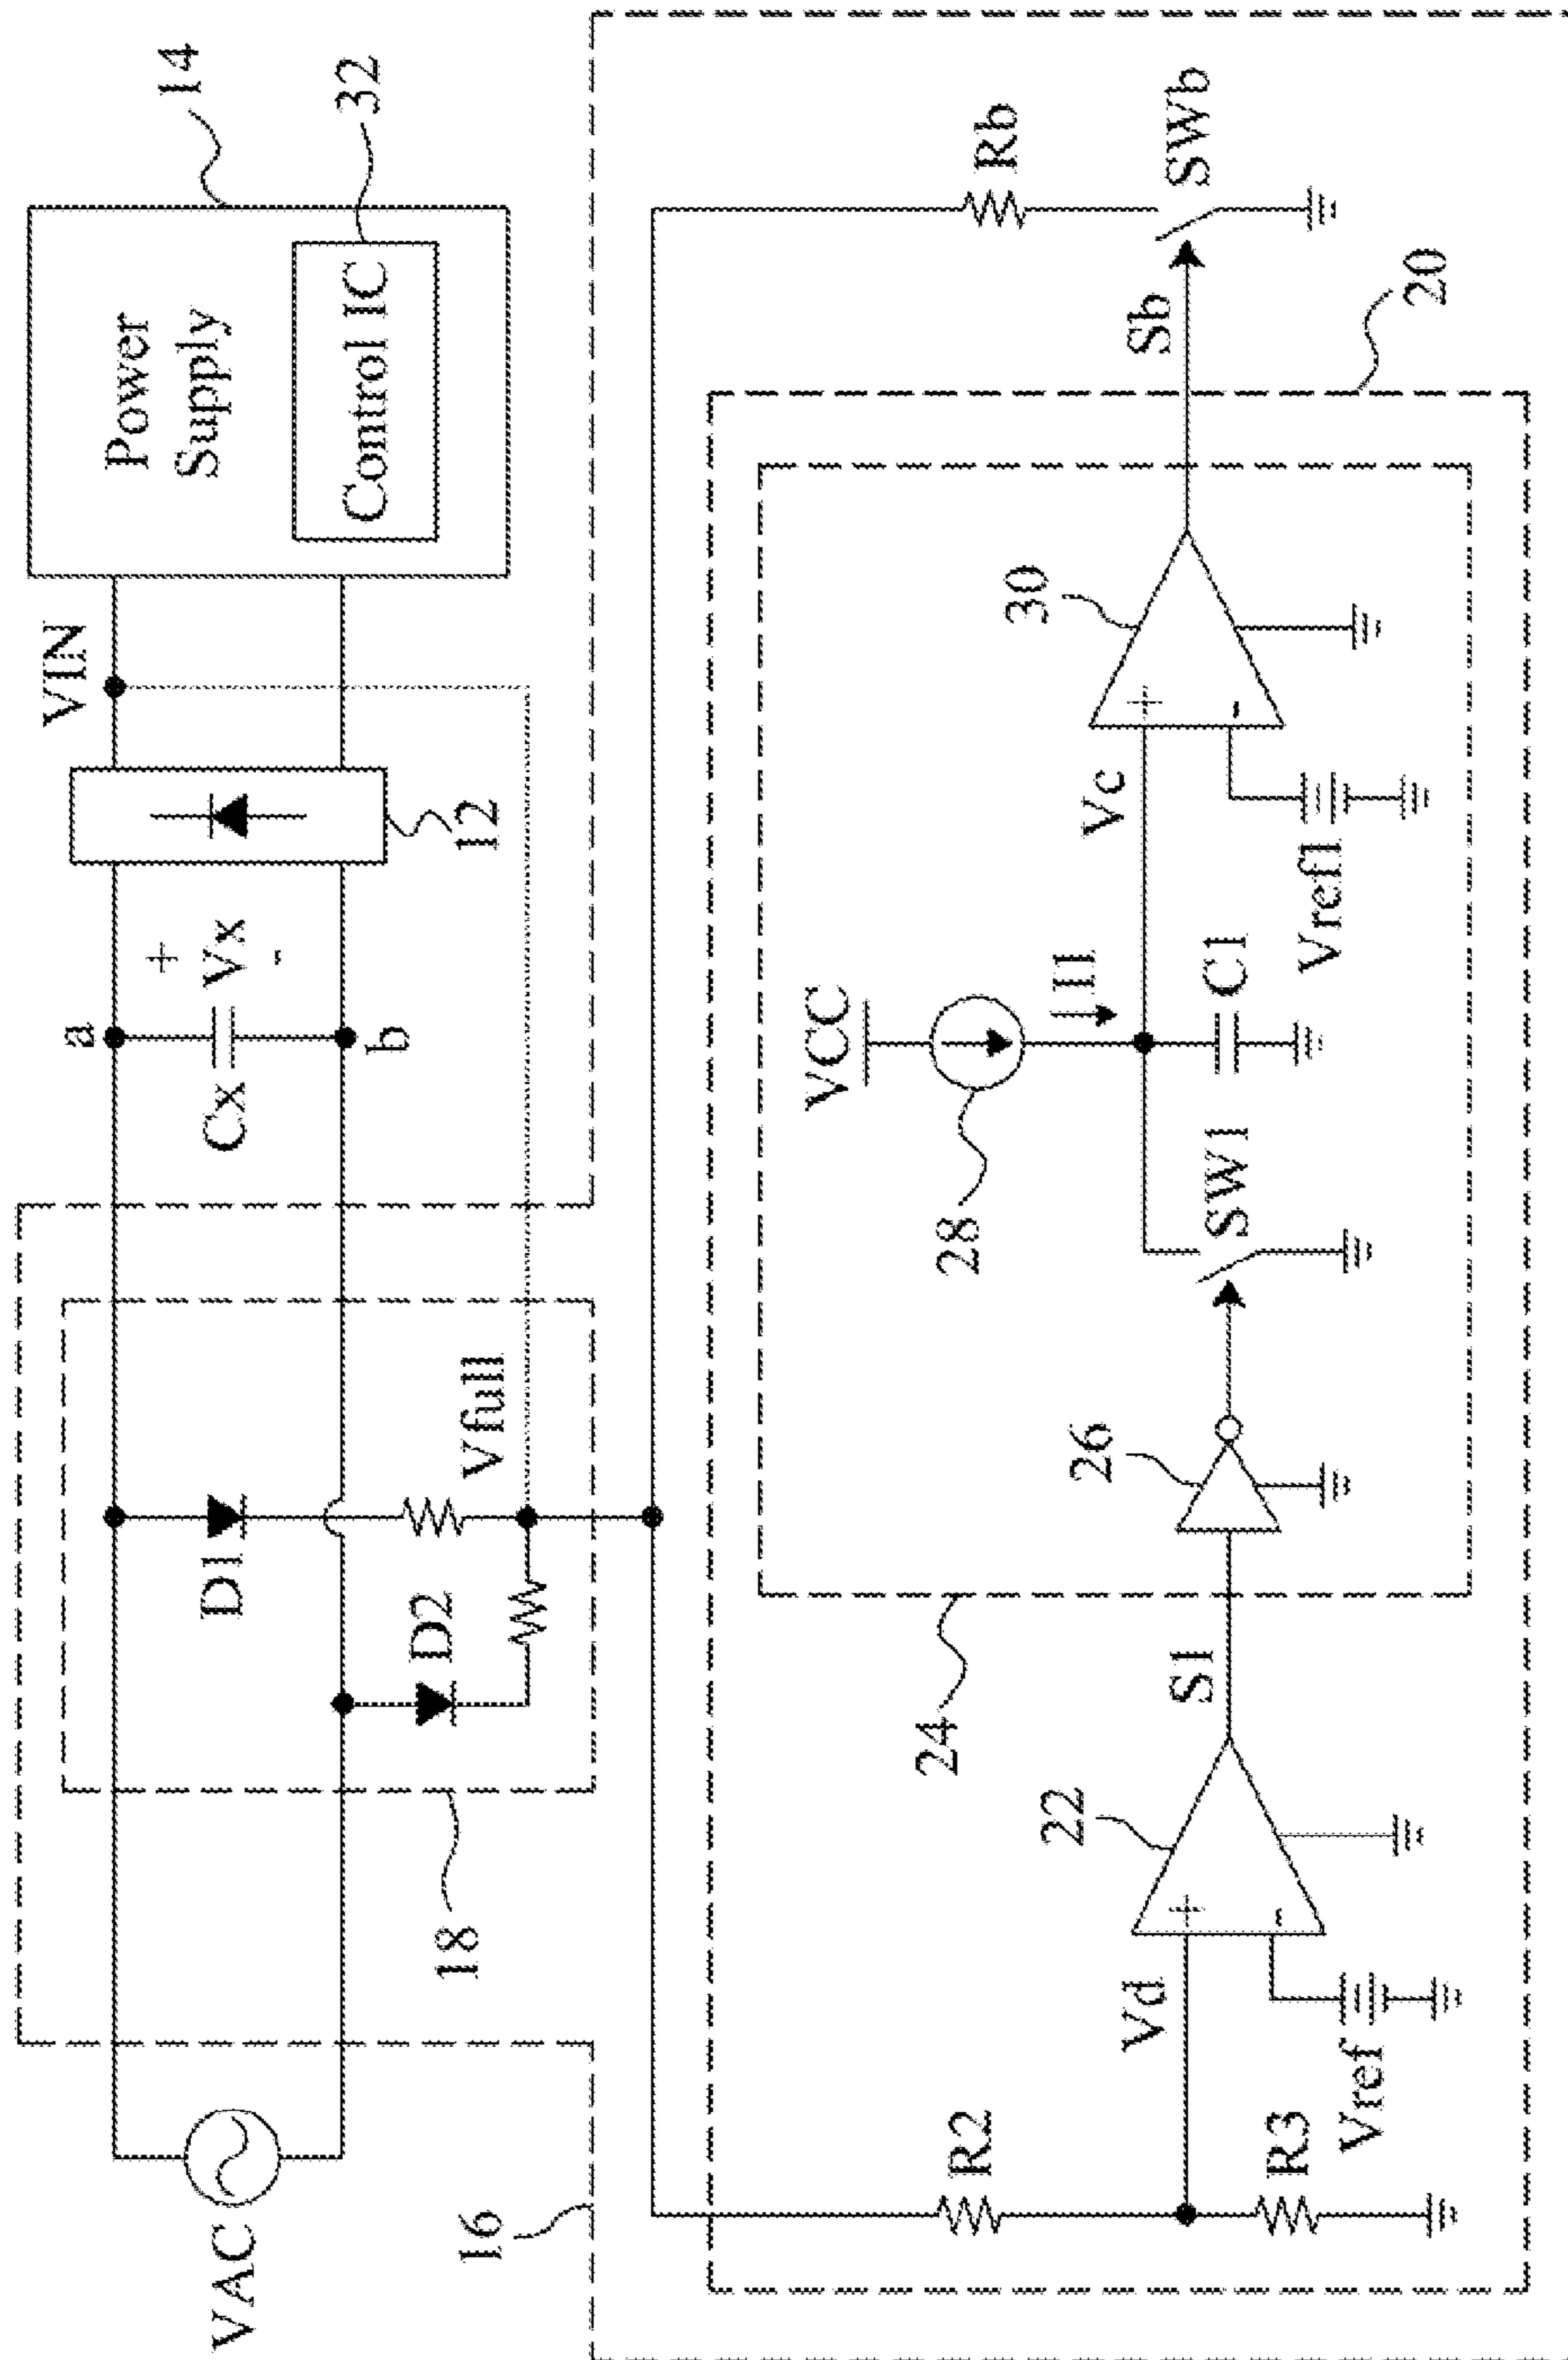 VAC
16
18
D1
D2
Vfull
a
Cx
+
Vx
-
b
12
VIN
Power
Supply
Control IC
14
32
R2
R3
Vd
Vref
+
-
22
S1
24
26
SW1
28
VCC
I1
C1
Vc
Vref1
+
-
30
Sb
20
Rb
SWb